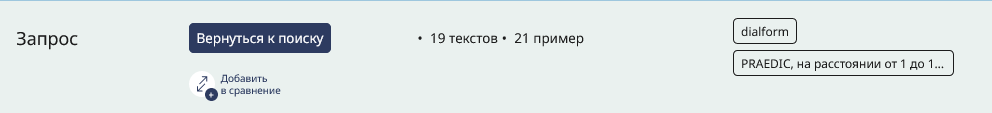 Запрос
Вернуться к поиску
Добавить
в сравнение
• 19 текстов • 21 пример
dialform
PRAEDIC, на расстоянии от 1 до 1...